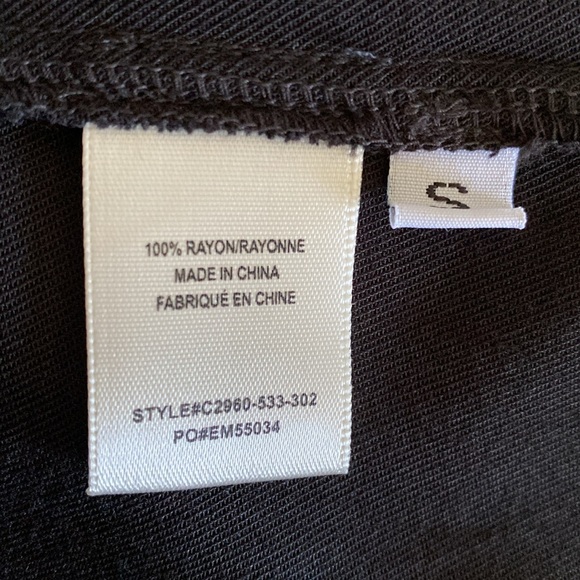 100% RAYON/RAYONNE
MADE IN CHINA
FABRIQUÉ EN CHINE
STYLE#C2960-533-302
PO#EM55034
S